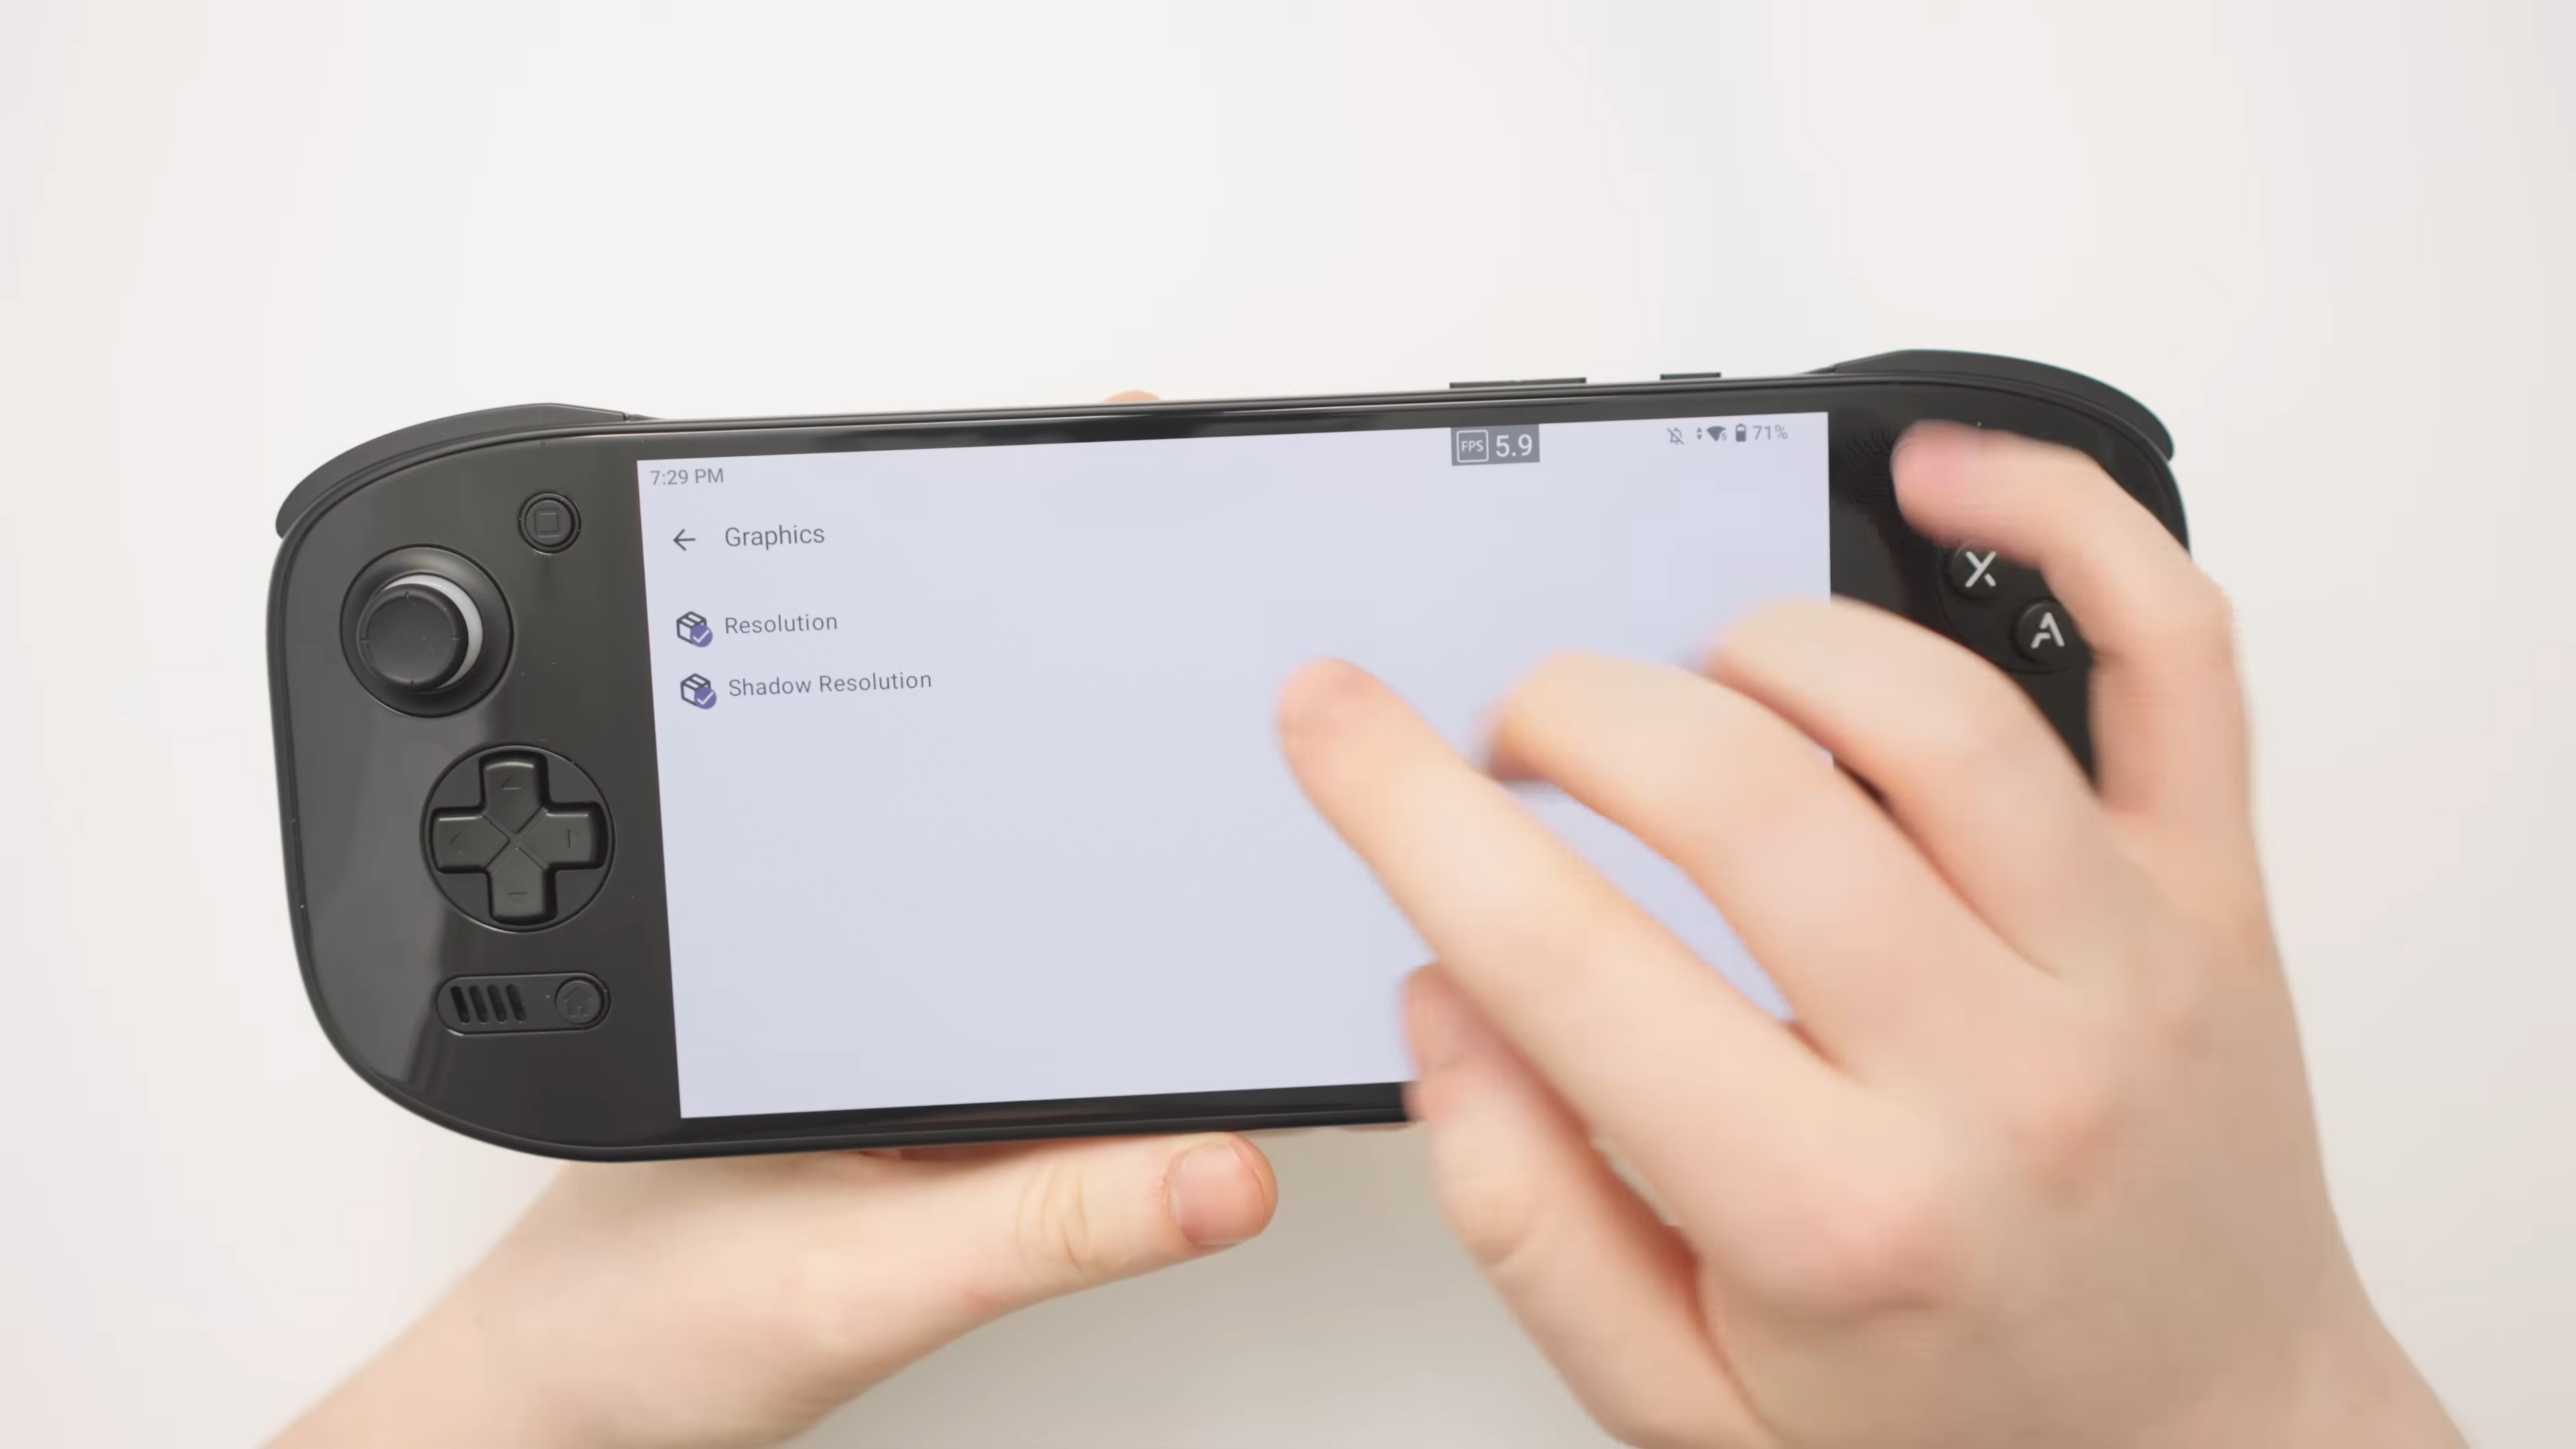 7:29 PM
FPS 5.9
71%
Graphics
Resolution
Shadow Resolution
X
A